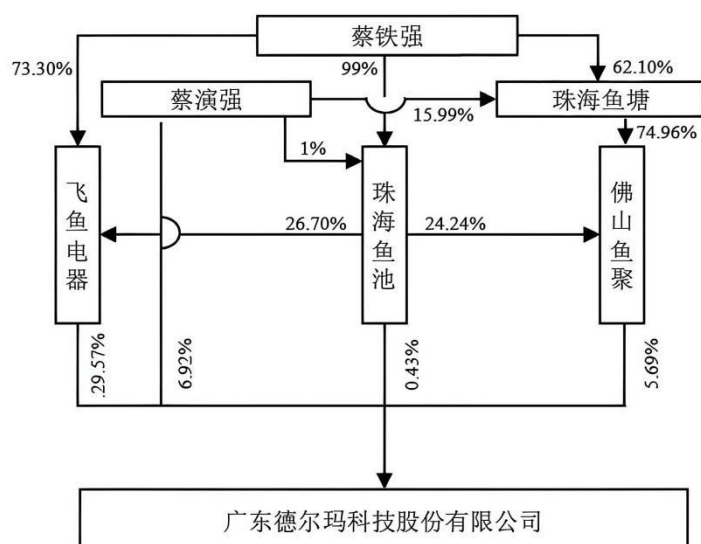 蔡铁强
73.30%
99%
62.10%
蔡演强
15.99%
珠海鱼塘
74.96%
1%
飞鱼电器
珠海鱼池
佛山鱼聚
26.70%
24.24%
.29.57%
6.92%
0.43%
5.69%
广东德尔玛科技股份有限公司